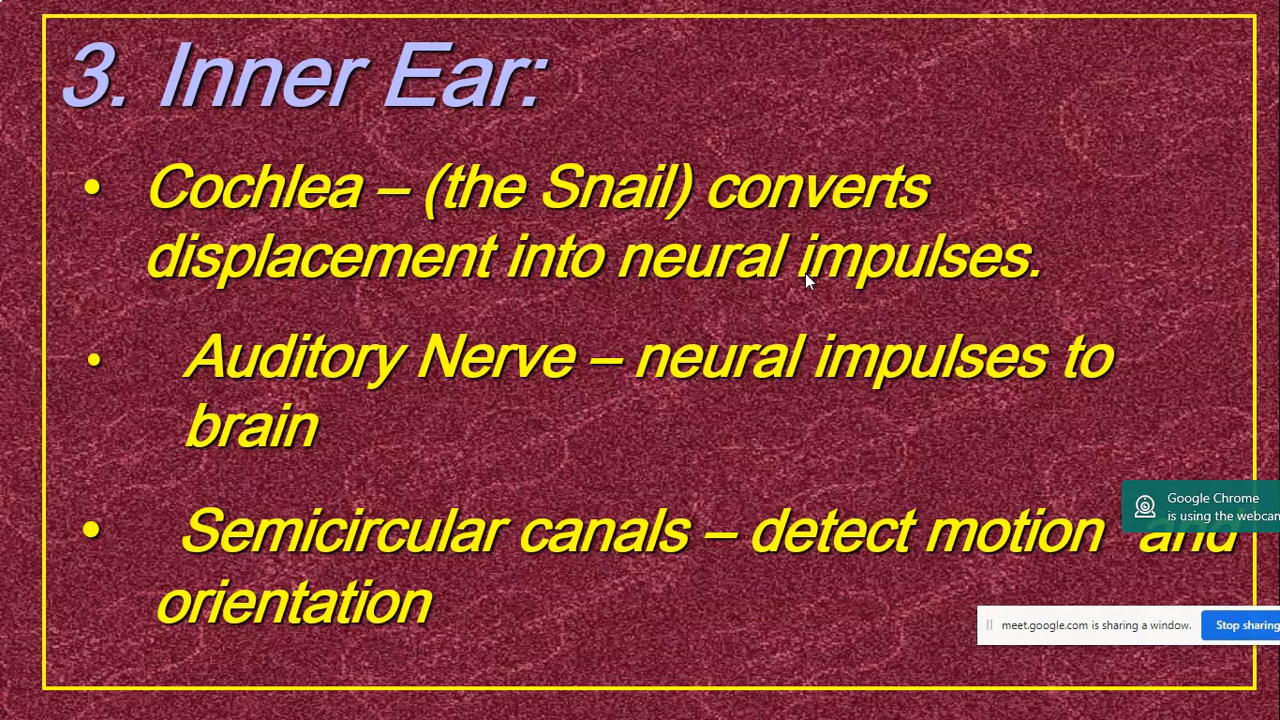 3. Inner Ear:
• Cochlea – (the Snail) converts
displacement into neural impulses.
• Auditory Nerve – neural impulses to
brain
• Semicircular canals – detect motion and
orientation
Google Chrome
is using the webcam
meet.google.com is sharing a window.
Stop sharing